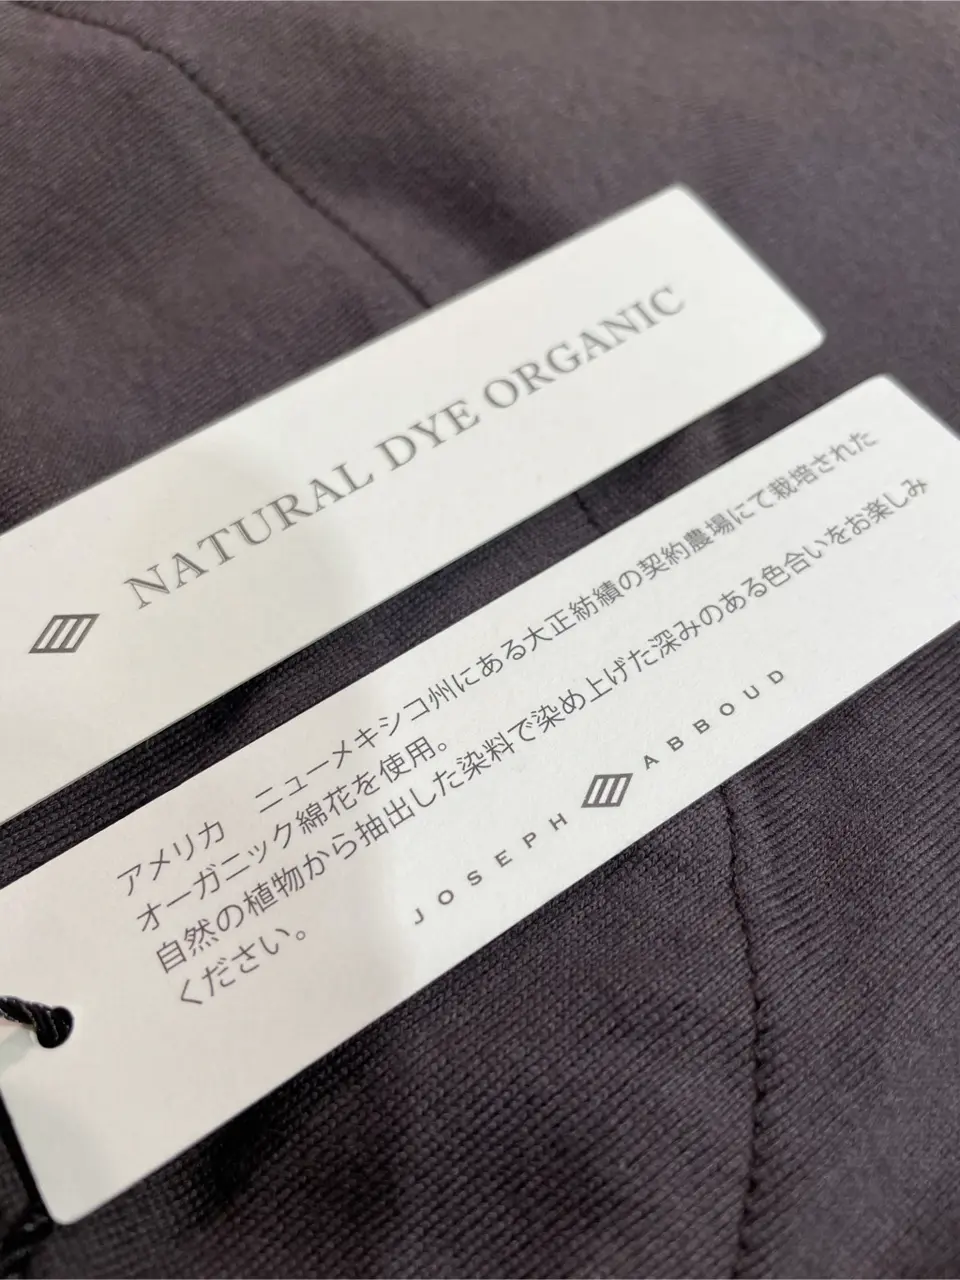 NATURAL DYE ORGANIC
アメリカ　ニューメキシコ州にある大正紡績の契約農場にて栽培された
オーガニック綿花を使用。
自然の植物から抽出した染料で染め上げた深みのある色合いをお楽しみ
ください。
JOSEPH ABBOUD